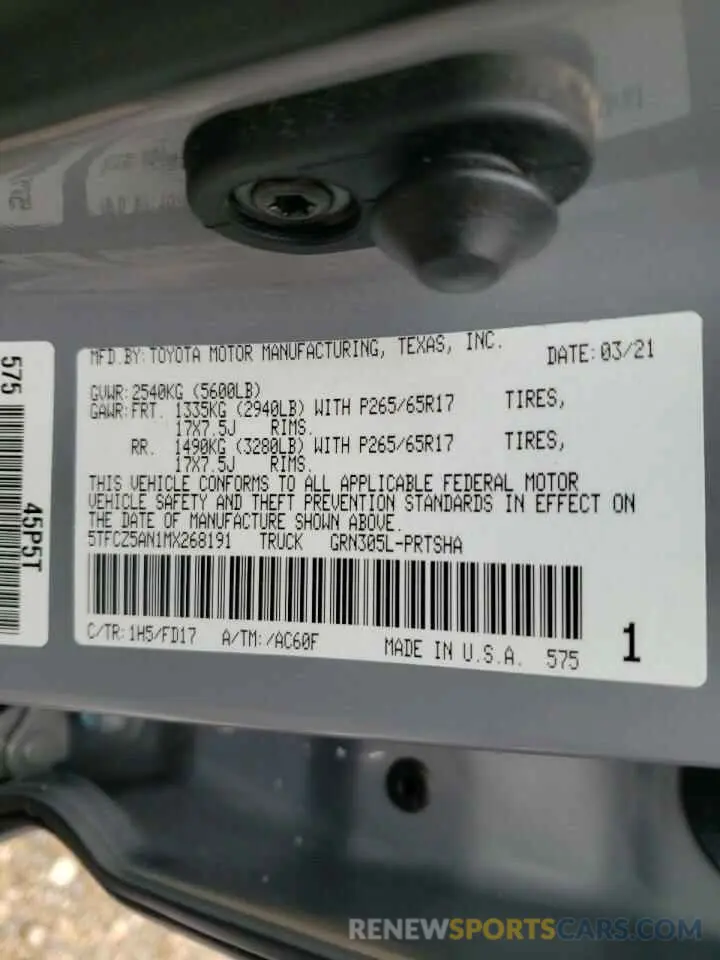 MFD.BY:TOYOTA MOTOR MANUFACTURING, TEXAS, INC. DATE:03/21
GVWR:2540KG (5600LB)
GAWR:FRT. 1335KG (2940LB) WITH P265/65R17 TIRES,
17X7.5J RIMS.
RR. 1490KG (3280LB) WITH P265/65R17 TIRES,
17X7.5J RIMS.
THIS VEHICLE CONFORMS TO ALL APPLICABLE FEDERAL MOTOR
VEHICLE SAFETY AND THEFT PREVENTION STANDARDS IN EFFECT ON
THE DATE OF MANUFACTURE SHOWN ABOVE.
5TFCZ5AN1MX268191 TRUCK GRN305L-PRTSHA
C/TR:1H5/FD17 A/TM:/AC60F MADE IN U.S.A. 575 1
575
45P5T
RENEWSPORTSCARS.COM